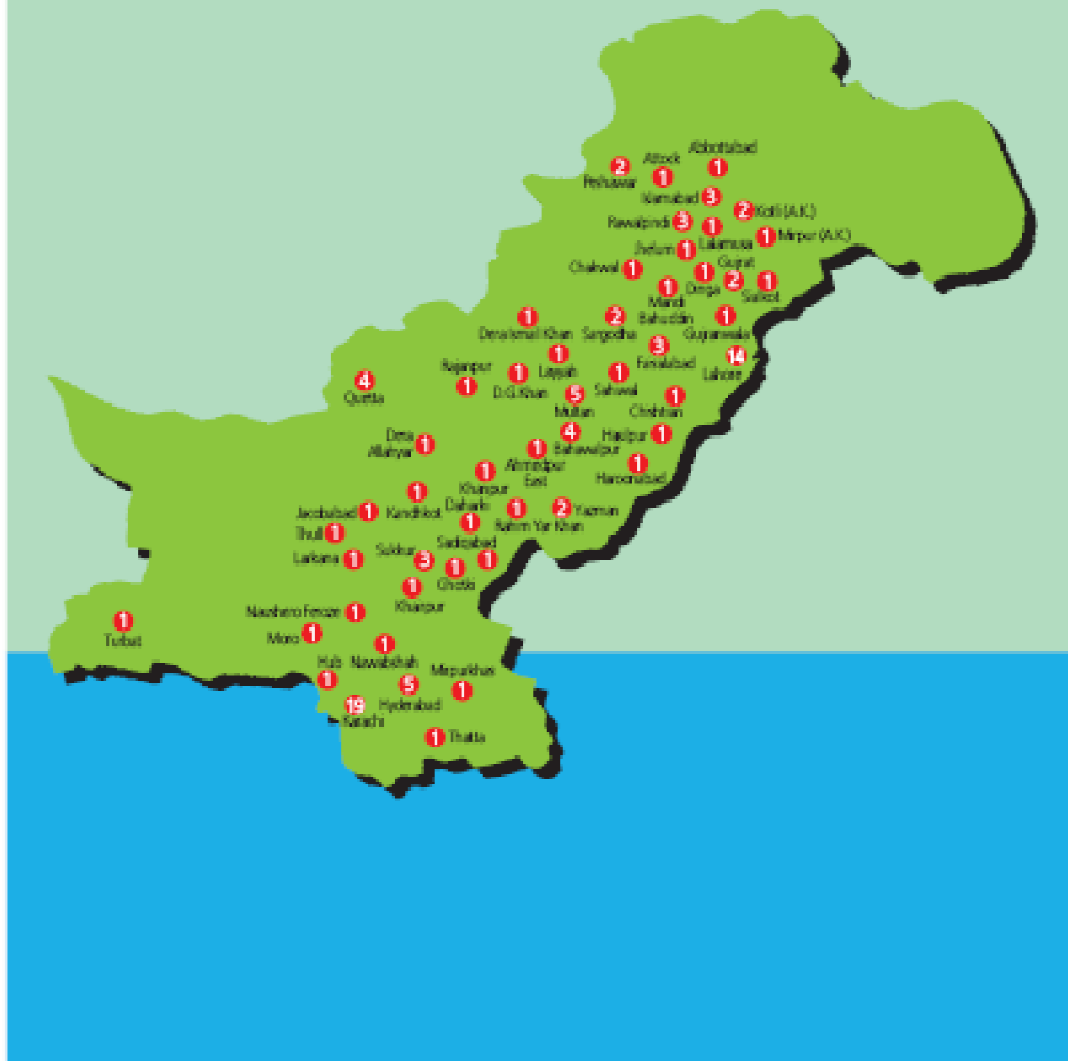 Abbottabad
Attock
2
1
1
Peshawar
Islamabad 3
2 Kotli (A.K.)
Rawalpindi 3
1
Lalamusa
1 Mirpur (A.K.)
Jhelum 1
Gujrat
Chakwal 1
1
2
1
Dinga
Sialkot
1
Mandi
Bahuddin
1
Dera Ismail Khan
2
Sargodha
1
Gujranwala
3
Faisalabad
14
Lahore
1
Layyah
Rajanpur
1
1
D.G.Khan
1
Sahiwal
4
Quetta
5
Multan
1
Chishtian
4
Bahawalpur
Hasilpur 1
Dera
Allahyar 1
1
Ahmedpur
East
1
Haroonabad
1
Khanpur
1
Kandhkot
Jacobabad 1
Daharki
1
1
Rahim Yar Khan
2 Yazman
Thull 1
Sadiqabad
1
Larkana 1
Sukkur
3
1
Ghotki
1
Khairpur
Naushero Feroze 1
1
Turbat
Moro 1
1
Nawabshah
Hub
1
5
Hyderabad
Mirpurkhas
1
19
Karachi
1 Thatta